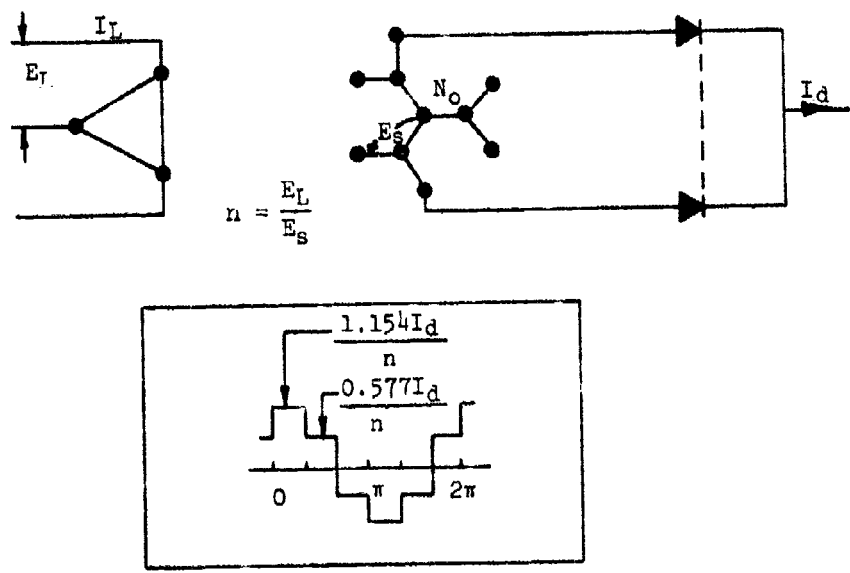 I_L
E_L
N_o
E_s
I_d
n = E_L / E_s
1.154I_d / n
0.577I_d / n
0 π 2π